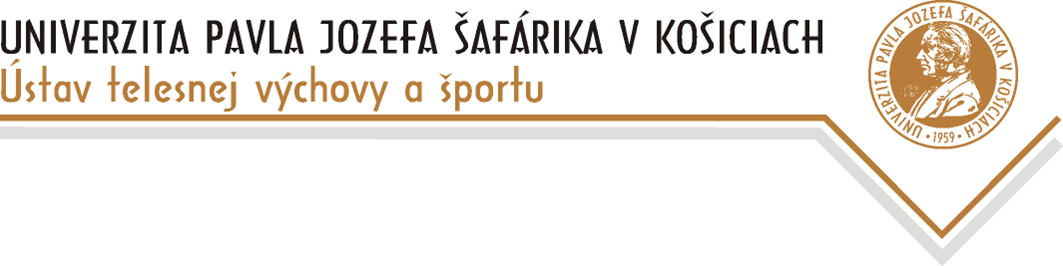 UNIVERZITA PAVLA JOZEFA ŠAFÁRIKA V KOŠICIACH
Ústav telesnej výchovy a športu
UNIVERZITA PAVLA JOZEFA ŠAFÁRIKA V KOŠICIACH
• 1959 •